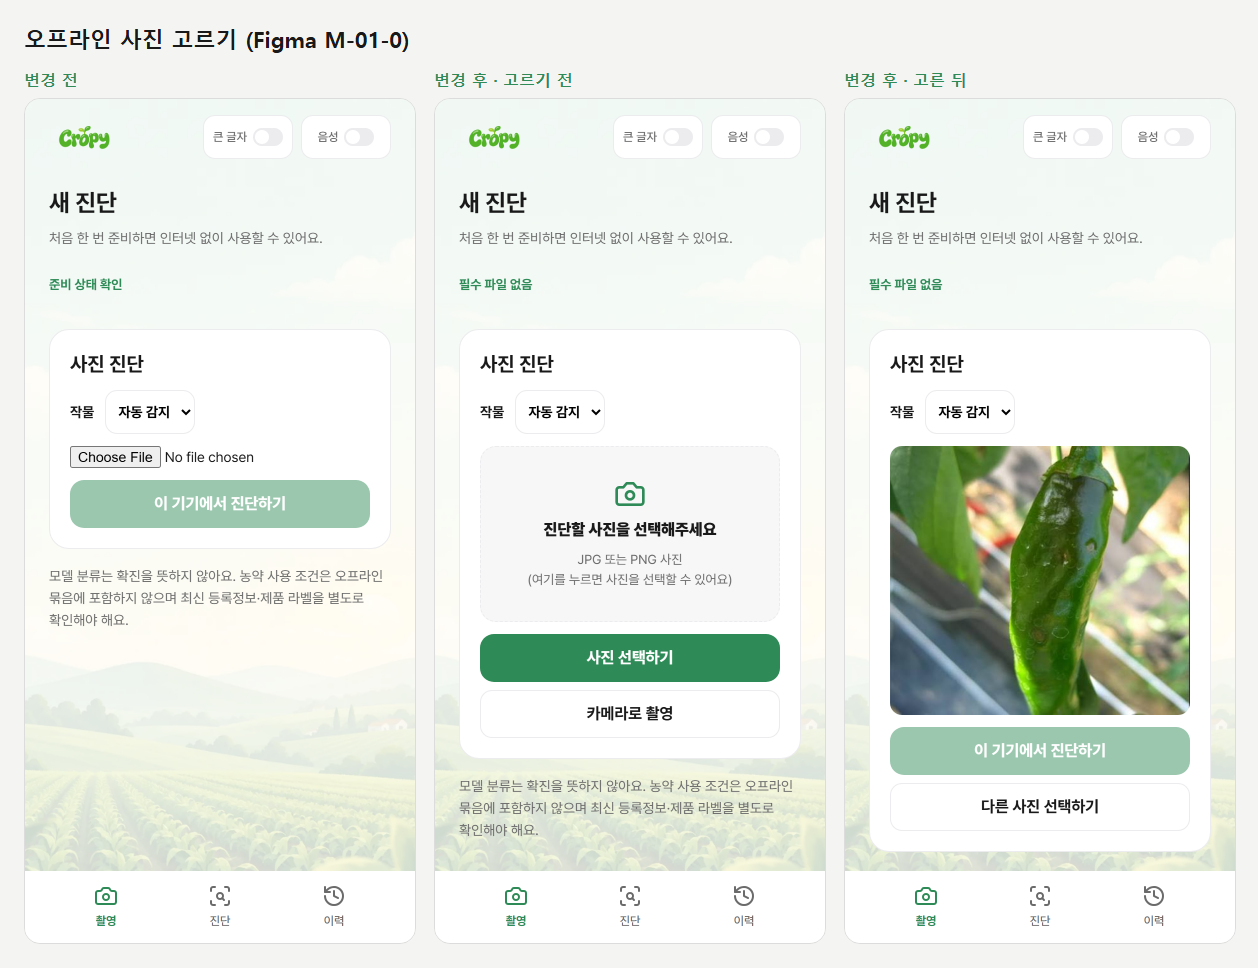 오프라인 사진 고르기 (Figma M-01-0)
변경 전
Cropy
큰 글자
음성
새 진단
처음 한 번 준비하면 인터넷 없이 사용할 수 있어요.
준비 상태 확인
사진 진단
작물 자동 감지
Choose File No file chosen
이 기기에서 진단하기
모델 분류는 확진을 뜻하지 않아요. 농약 사용 조건은 오프라인
묶음에 포함하지 않으며 최신 등록정보·제품 라벨을 별도로
확인해야 해요.
촬영
진단
이력
변경 후 · 고르기 전
Cropy
큰 글자
음성
새 진단
처음 한 번 준비하면 인터넷 없이 사용할 수 있어요.
필수 파일 없음
사진 진단
작물 자동 감지
진단할 사진을 선택해주세요
JPG 또는 PNG 사진
(여기를 누르면 사진을 선택할 수 있어요)
사진 선택하기
카메라로 촬영
모델 분류는 확진을 뜻하지 않아요. 농약 사용 조건은 오프라인
묶음에 포함하지 않으며 최신 등록정보·제품 라벨을 별도로
확인해야 해요.
촬영
진단
이력
변경 후 · 고른 뒤
Cropy
큰 글자
음성
새 진단
처음 한 번 준비하면 인터넷 없이 사용할 수 있어요.
필수 파일 없음
사진 진단
작물 자동 감지
이 기기에서 진단하기
다른 사진 선택하기
촬영
진단
이력